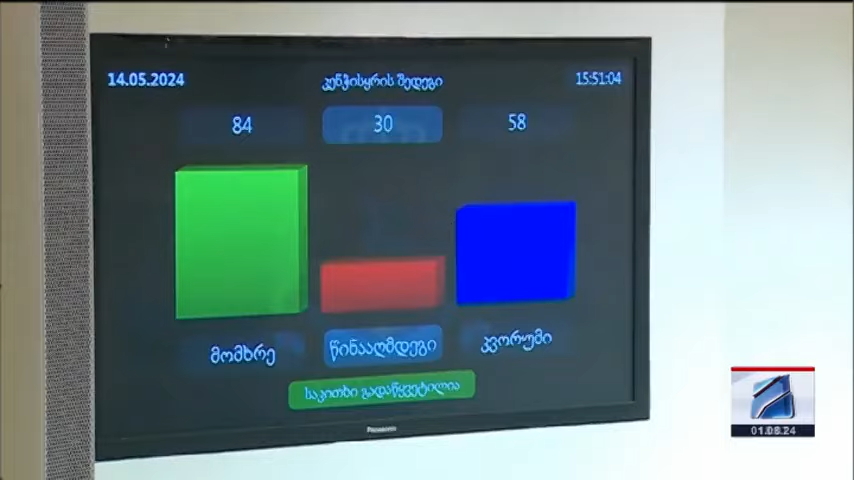 14.05.2024
კენჭისყრის შედეგი
15:51:04
84
30
58
მომხრე
წინააღმდეგი
კვორუმი
საკითხი გადაწყვეტილია
Panasonic
01.08.24